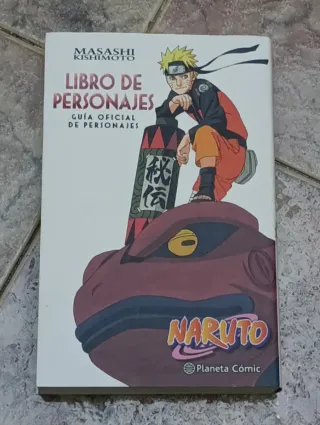 MASASHI
KISHIMOTO
LIBRO DE
PERSONAJES
GUÍA OFICIAL
DE PERSONAJES
秘伝
NARUTO
Planeta Cómic